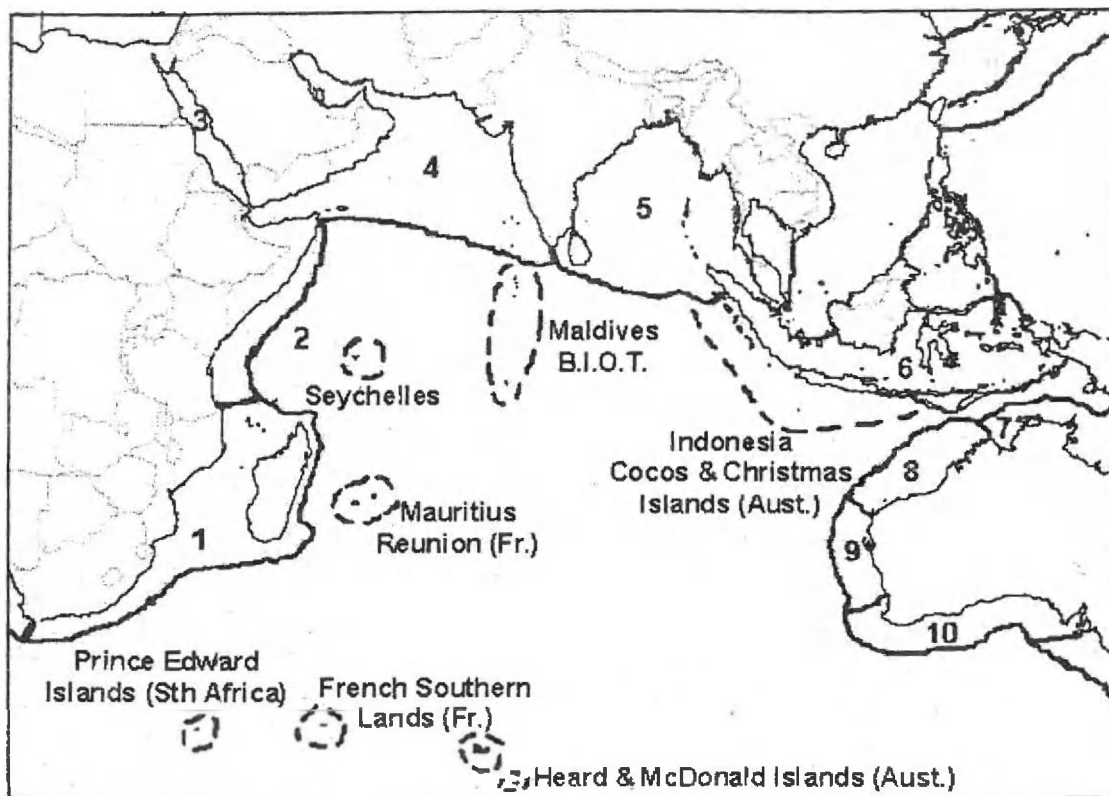 3
4
5
2
Maldives
B.I.O.T.
6
Seychelles
Indonesia
Cocos & Christmas
Islands (Aust.)
8
Mauritius
Reunion (Fr.)
1
9
10
Prince Edward
Islands (Sth Africa)
French Southern
Lands (Fr.)
Heard & McDonald Islands (Aust.)